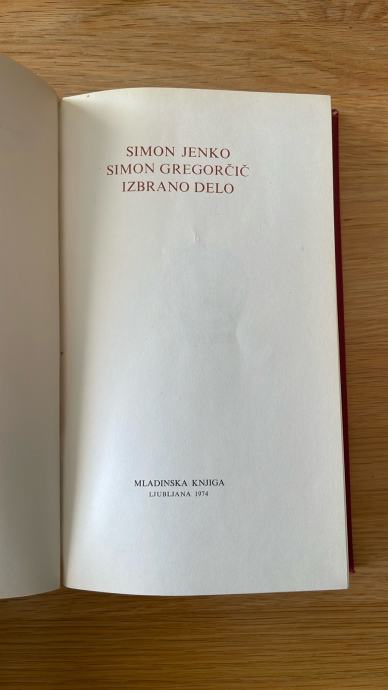 SIMON JENKO
SIMON GREGORČIČ
IZBRANO DELO
MLADINSKA KNJIGA
LJUBLJANA 1974